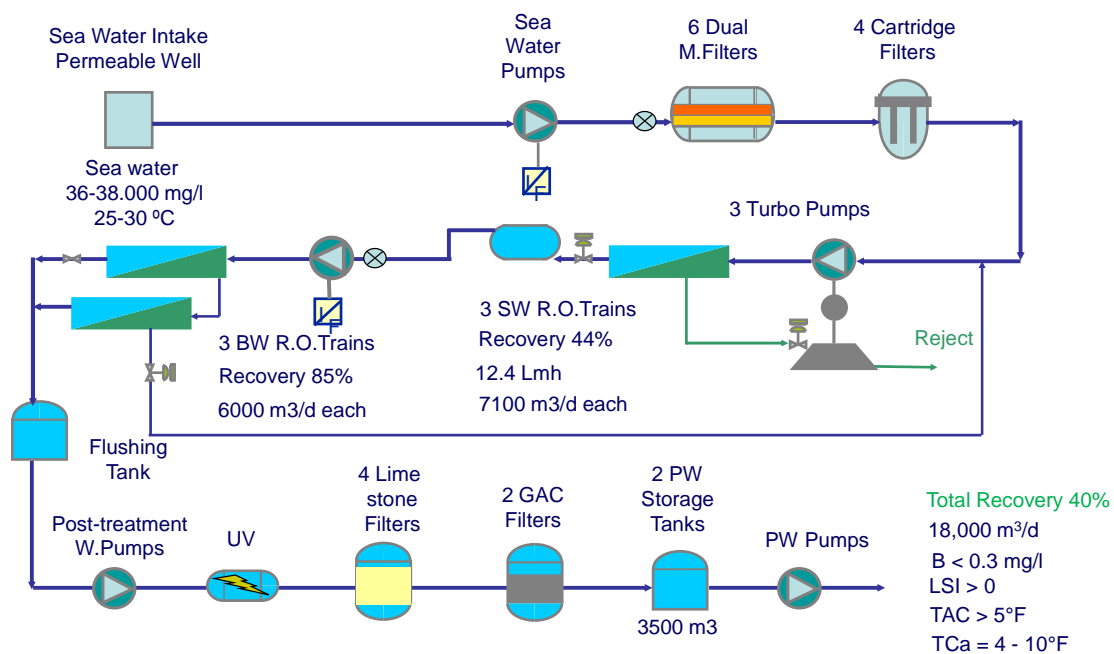 Sea Water Intake
Permeable Well
Sea
Water
Pumps
6 Dual
M.Filters
4 Cartridge
Filters
Sea water
36-38.000 mg/l
25-30 ºC
3 Turbo Pumps
3 SW R.O.Trains
Recovery 44%
12.4 Lmh
7100 m3/d each
Reject
3 BW R.O.Trains
Recovery 85%
6000 m3/d each
Flushing
Tank
Post-treatment
W.Pumps
UV
4 Lime
stone
Filters
2 GAC
Filters
2 PW
Storage
Tanks
3500 m3
PW Pumps
Total Recovery 40%
18,000 m³/d
B < 0.3 mg/l
LSI > 0
TAC > 5°F
TCa = 4 - 10°F